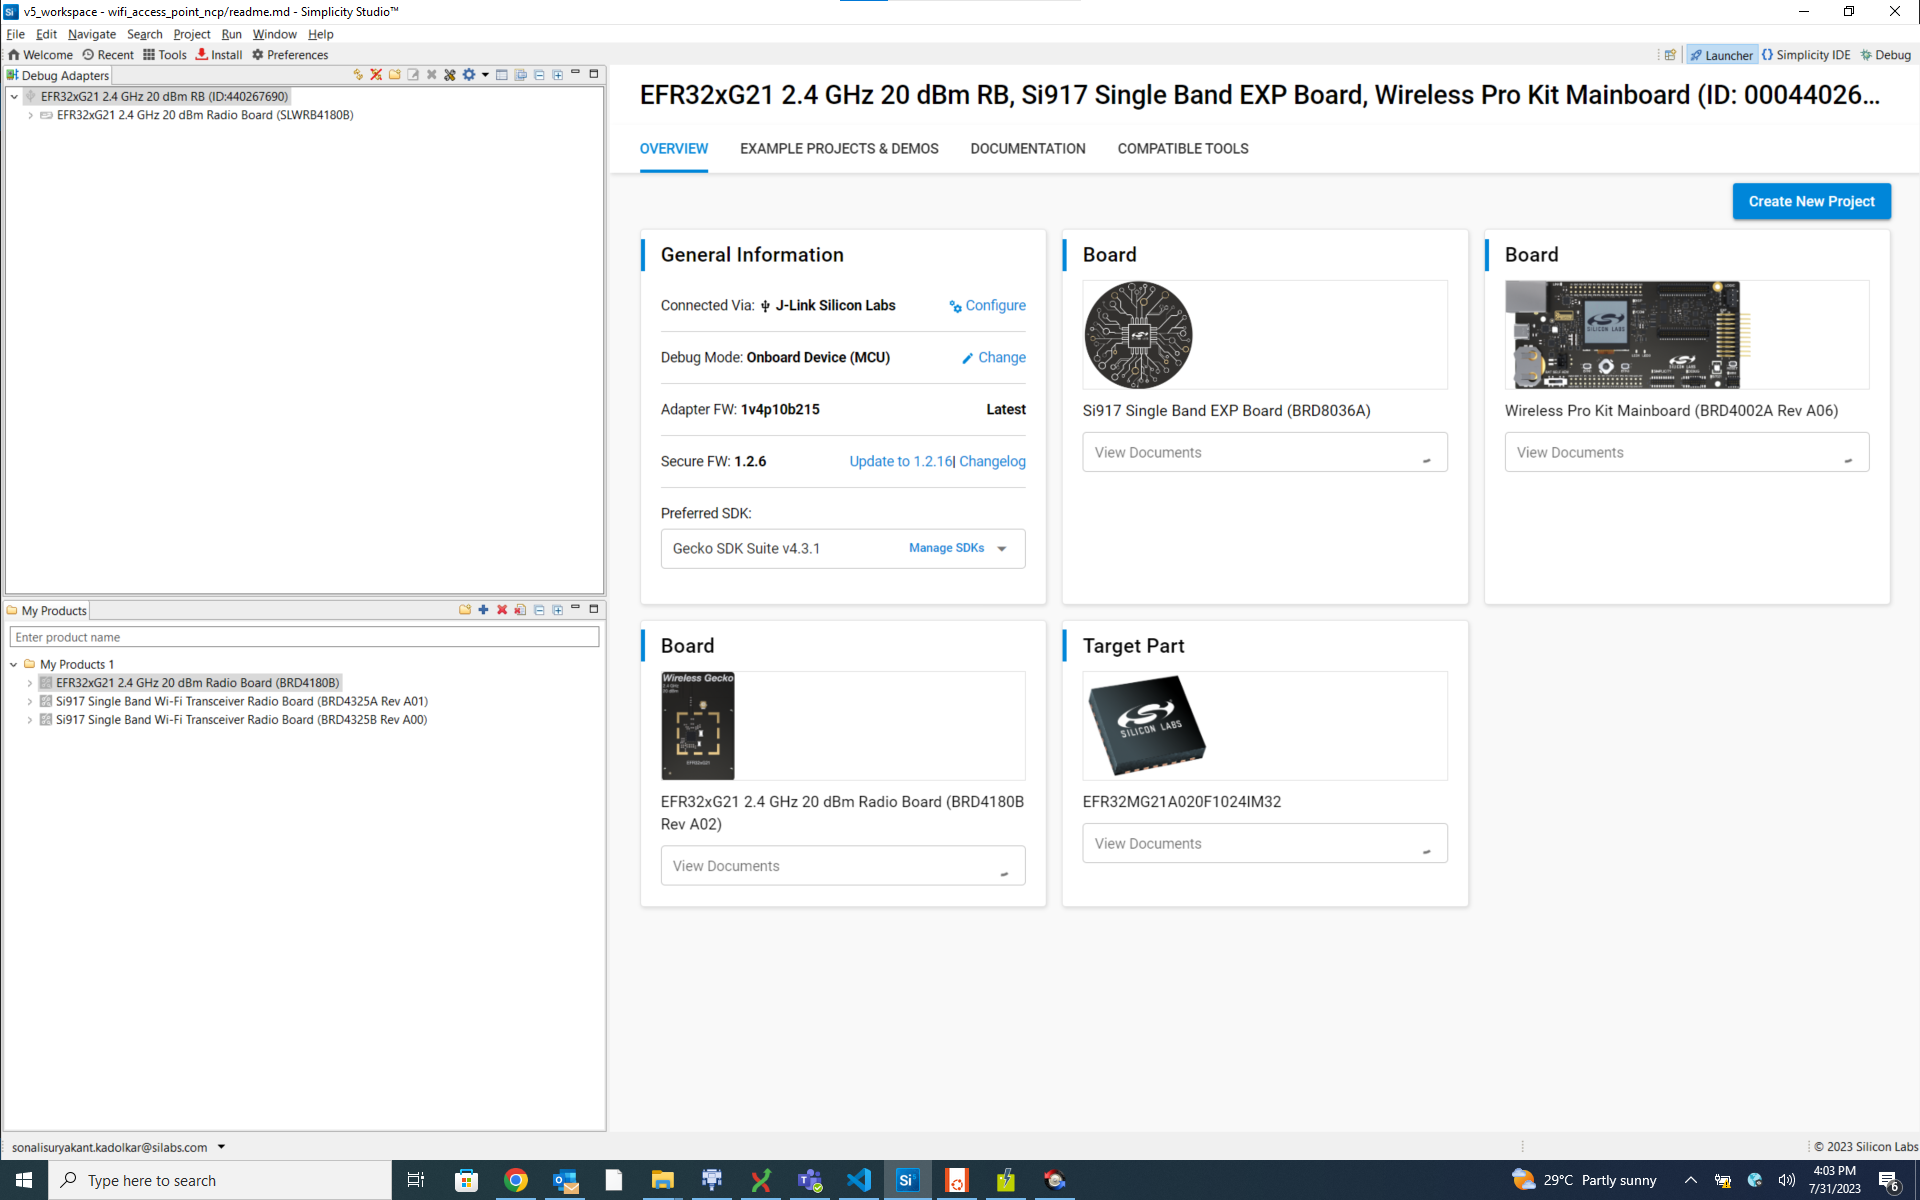 v5_workspace - wifi_access_point_ncp/readme.md - Simplicity Studio™
File Edit Navigate Search Project Run Window Help
Welcome Recent Tools Install Preferences
Launcher Simplicity IDE Debug
Debug Adapters
EFR32xG21 2.4 GHz 20 dBm RB (ID:440267690)
EFR32xG21 2.4 GHz 20 dBm Radio Board (SLWRB4180B)
My Products
Enter product name
My Products 1
EFR32xG21 2.4 GHz 20 dBm Radio Board (BRD4180B)
Si917 Single Band Wi-Fi Transceiver Radio Board (BRD4325A Rev A01)
Si917 Single Band Wi-Fi Transceiver Radio Board (BRD4325B Rev A00)
EFR32xG21 2.4 GHz 20 dBm RB, Si917 Single Band EXP Board, Wireless Pro Kit Mainboard (ID: 00044026...
OVERVIEW EXAMPLE PROJECTS & DEMOS DOCUMENTATION COMPATIBLE TOOLS
Create New Project
General Information
Connected Via: J-Link Silicon Labs Configure
Debug Mode: Onboard Device (MCU) Change
Adapter FW: 1v4p10b215 Latest
Secure FW: 1.2.6 Update to 1.2.16| Changelog
Preferred SDK:
Gecko SDK Suite v4.3.1 Manage SDKs
Board
Si917 Single Band EXP Board (BRD8036A)
View Documents
Board
SILICON LABS
Wireless Pro Kit Mainboard (BRD4002A Rev A06)
View Documents
Board
Wireless Gecko
EFR32xG21 2.4 GHz 20 dBm Radio Board (BRD4180B
Rev A02)
View Documents
Target Part
SILICON LABS
EFR32MG21A020F1024IM32
View Documents
sonalisuryakant.kadolkar@silabs.com
© 2023 Silicon Labs
Type here to search
Si
29°C Partly sunny
4:03 PM
7/31/2023
6